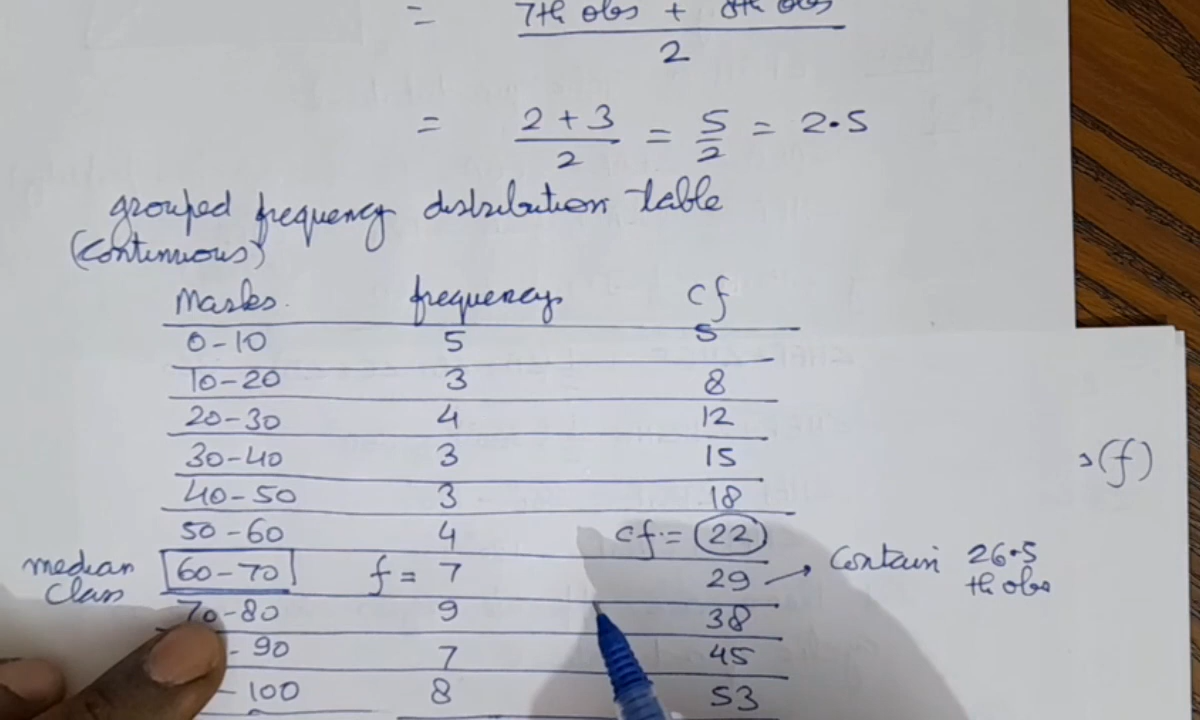 = 7th obs + 8th obs
2
= 2 + 3 / 2 = 5 / 2 = 2.5
grouped frequency distribution table
(continuous)
Marks. frequency cf
0-10 5 5
10-20 3 8
20-30 4 12
30-40 3 15
40-50 3 18
50-60 4 cf = 22
median class 60-70 f = 7 29 → Contain 26.5 th obs
70-80 9 38
-90 7 45
-100 8 53
(f)